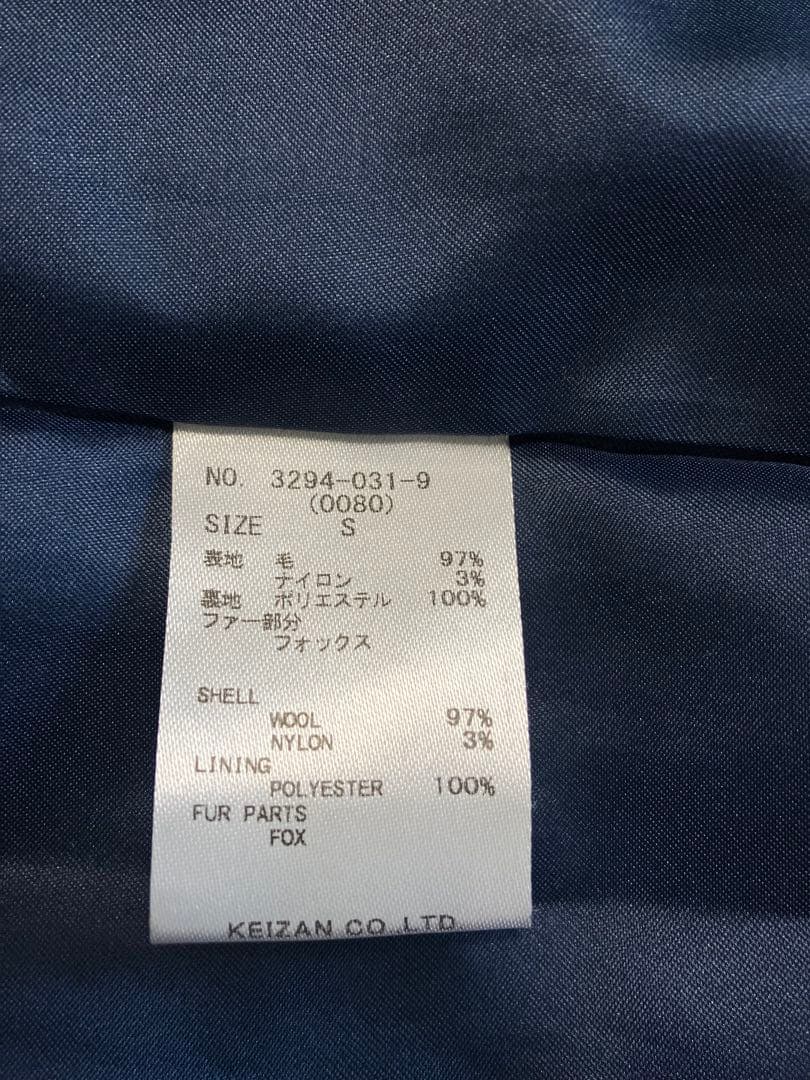 NO. 3294-031-9
(0080)
SIZE S
表地 毛 97%
ナイロン 3%
裏地 ポリエステル 100%
ファー部分
フォックス
SHELL
WOOL 97%
NYLON 3%
LINING
POLYESTER 100%
FUR PARTS
FOX
KEIZAN CO.LTD